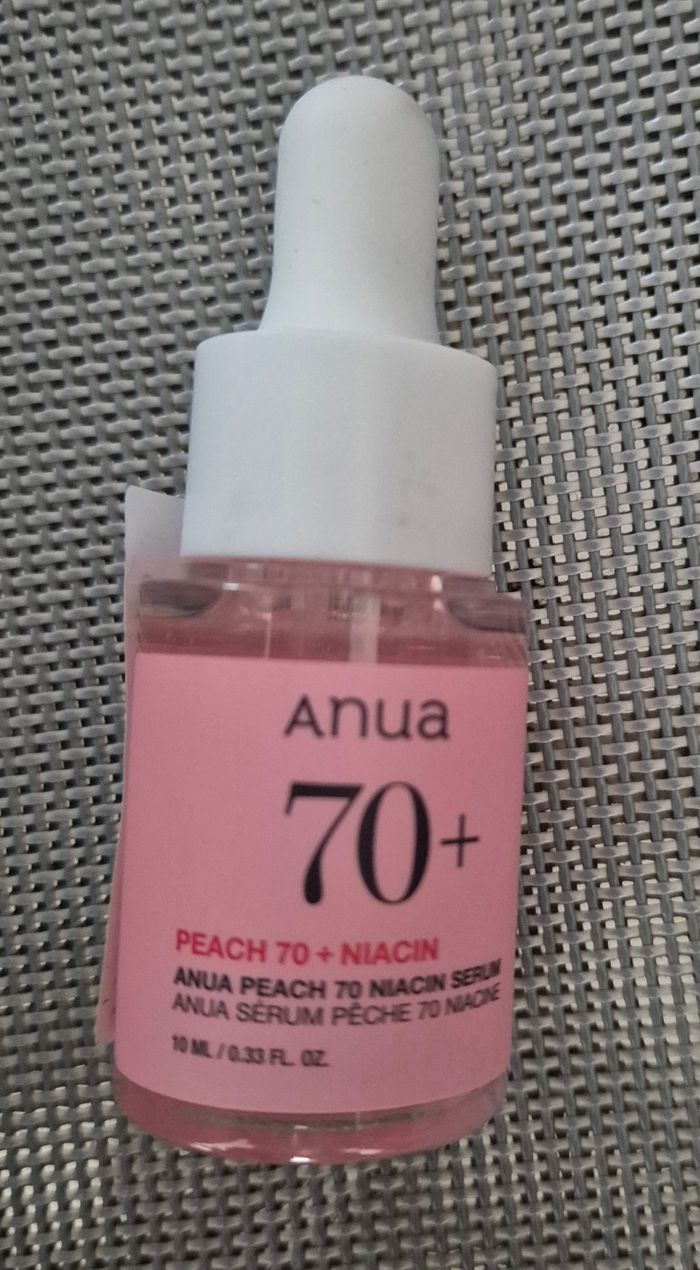 Anua
70+
PEACH 70 + NIACIN
ANUA PEACH 70 NIACIN SERUM
ANUA SÉRUM PÊCHE 70 NIACINE
10 ML / 0.33 FL. OZ.